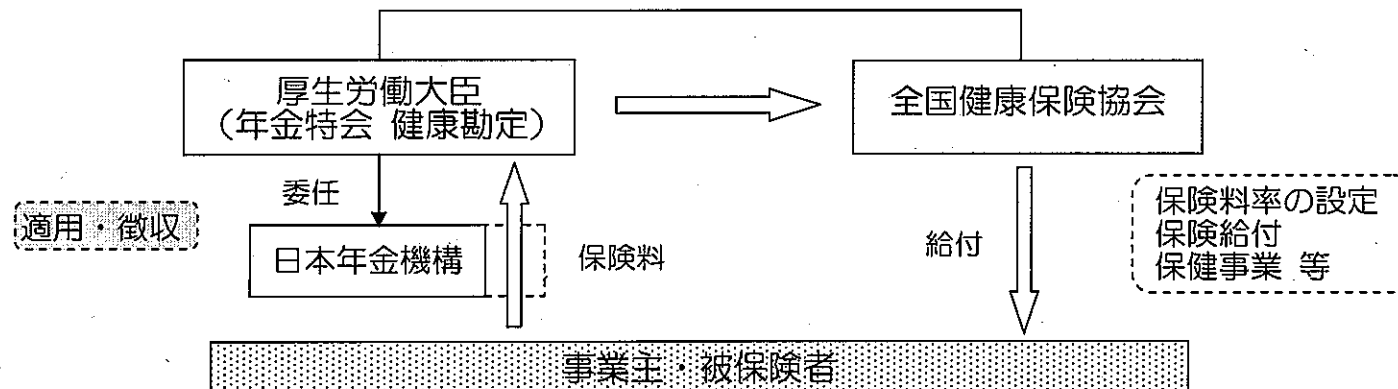 厚生労働大臣
（年金特会 健康勘定）
全国健康保険協会
委任
適用・徴収
日本年金機構
保険料
給付
保険料率の設定
保険給付
保健事業 等
事業主・被保険者